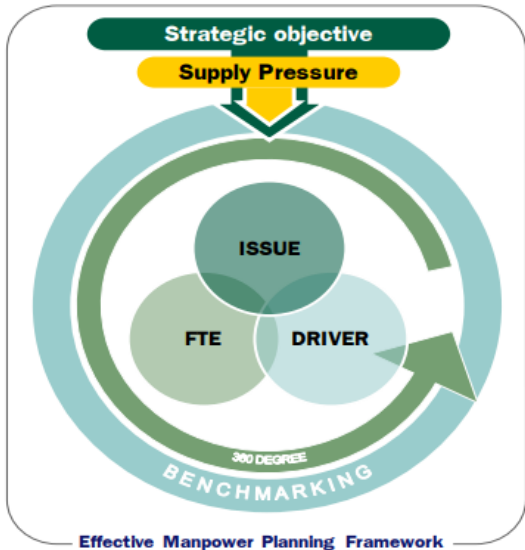 Strategic objective
Supply Pressure
ISSUE
FTE
DRIVER
360 DEGREE
BENCHMARKING
Effective Manpower Planning Framework